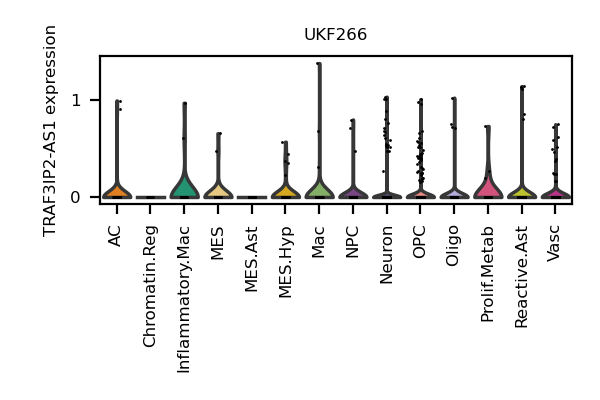 UKF266
TRAF3IP2-AS1 expression
1
0
AC
Chromatin.Reg
Inflammatory.Mac
MES
MES.Ast
MES.Hyp
Mac
NPC
Neuron
OPC
Oligo
Prolif.Metab
Reactive.Ast
Vasc